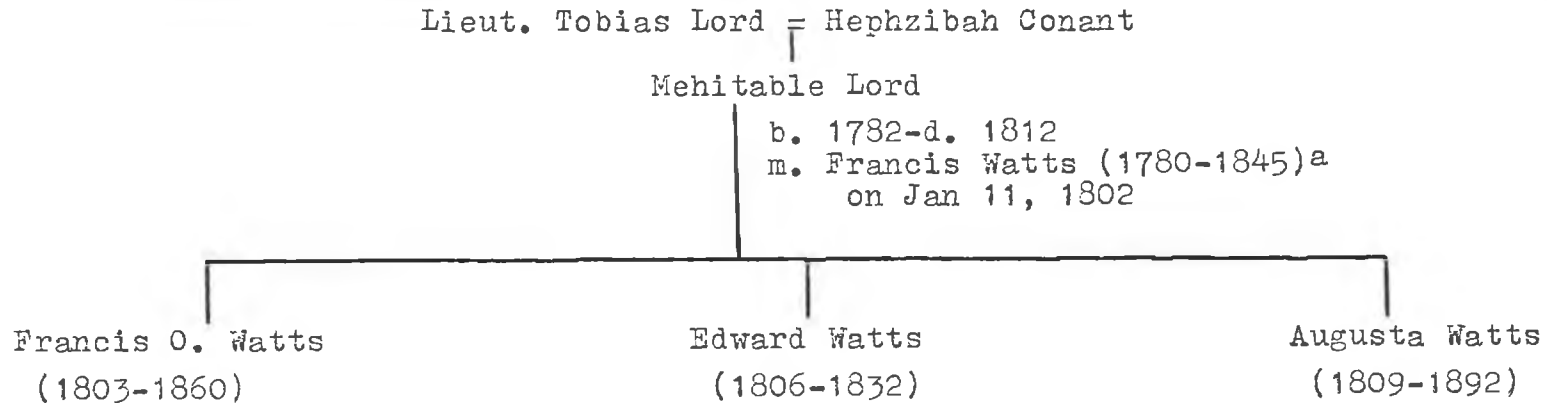 Lieut. Tobias Lord = Hephzibah Conant
Mehitable Lord
b. 1782-d. 1812
m. Francis Watts (1780-1845)a
on Jan 11, 1802
Francis O. Watts Edward Watts Augusta Watts
(1803-1860) (1806-1832) (1809-1892)